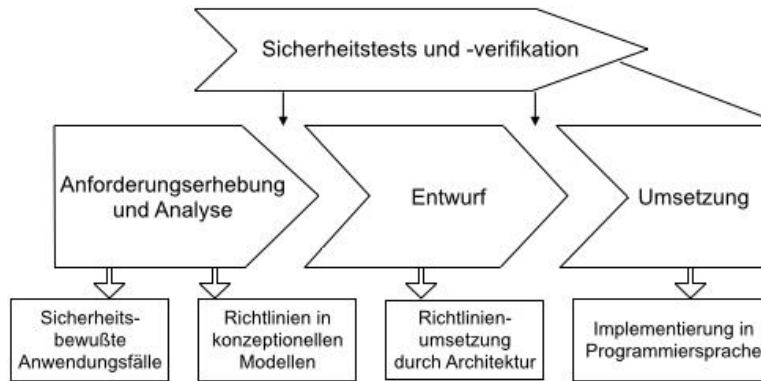 Sicherheitstests und -verifikation
Anforderungserhebung
und Analyse
Entwurf
Umsetzung
Sicherheits-
bewußte
Anwendungsfälle
Richtlinien in
konzeptionellen
Modellen
Richtlinien-
umsetzung
durch Architektur
Implementierung in
Programmiersprache